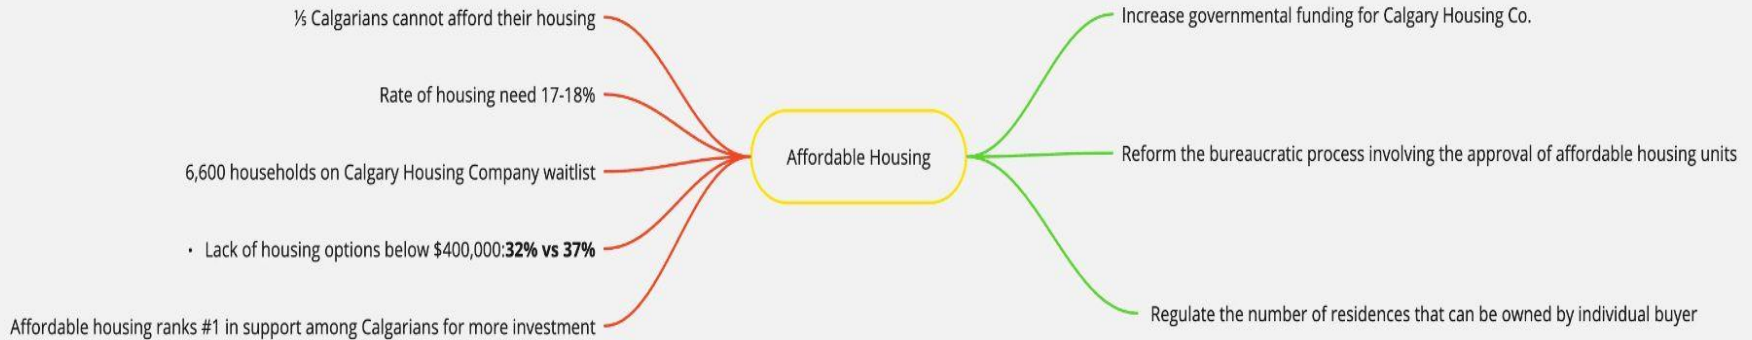 ⅕ Calgarians cannot afford their housing
Rate of housing need 17-18%
6,600 households on Calgary Housing Company waitlist
• Lack of housing options below $400,000:32% vs 37%
Affordable housing ranks #1 in support among Calgarians for more investment
Affordable Housing
Increase governmental funding for Calgary Housing Co.
Reform the bureaucratic process involving the approval of affordable housing units
Regulate the number of residences that can be owned by individual buyer